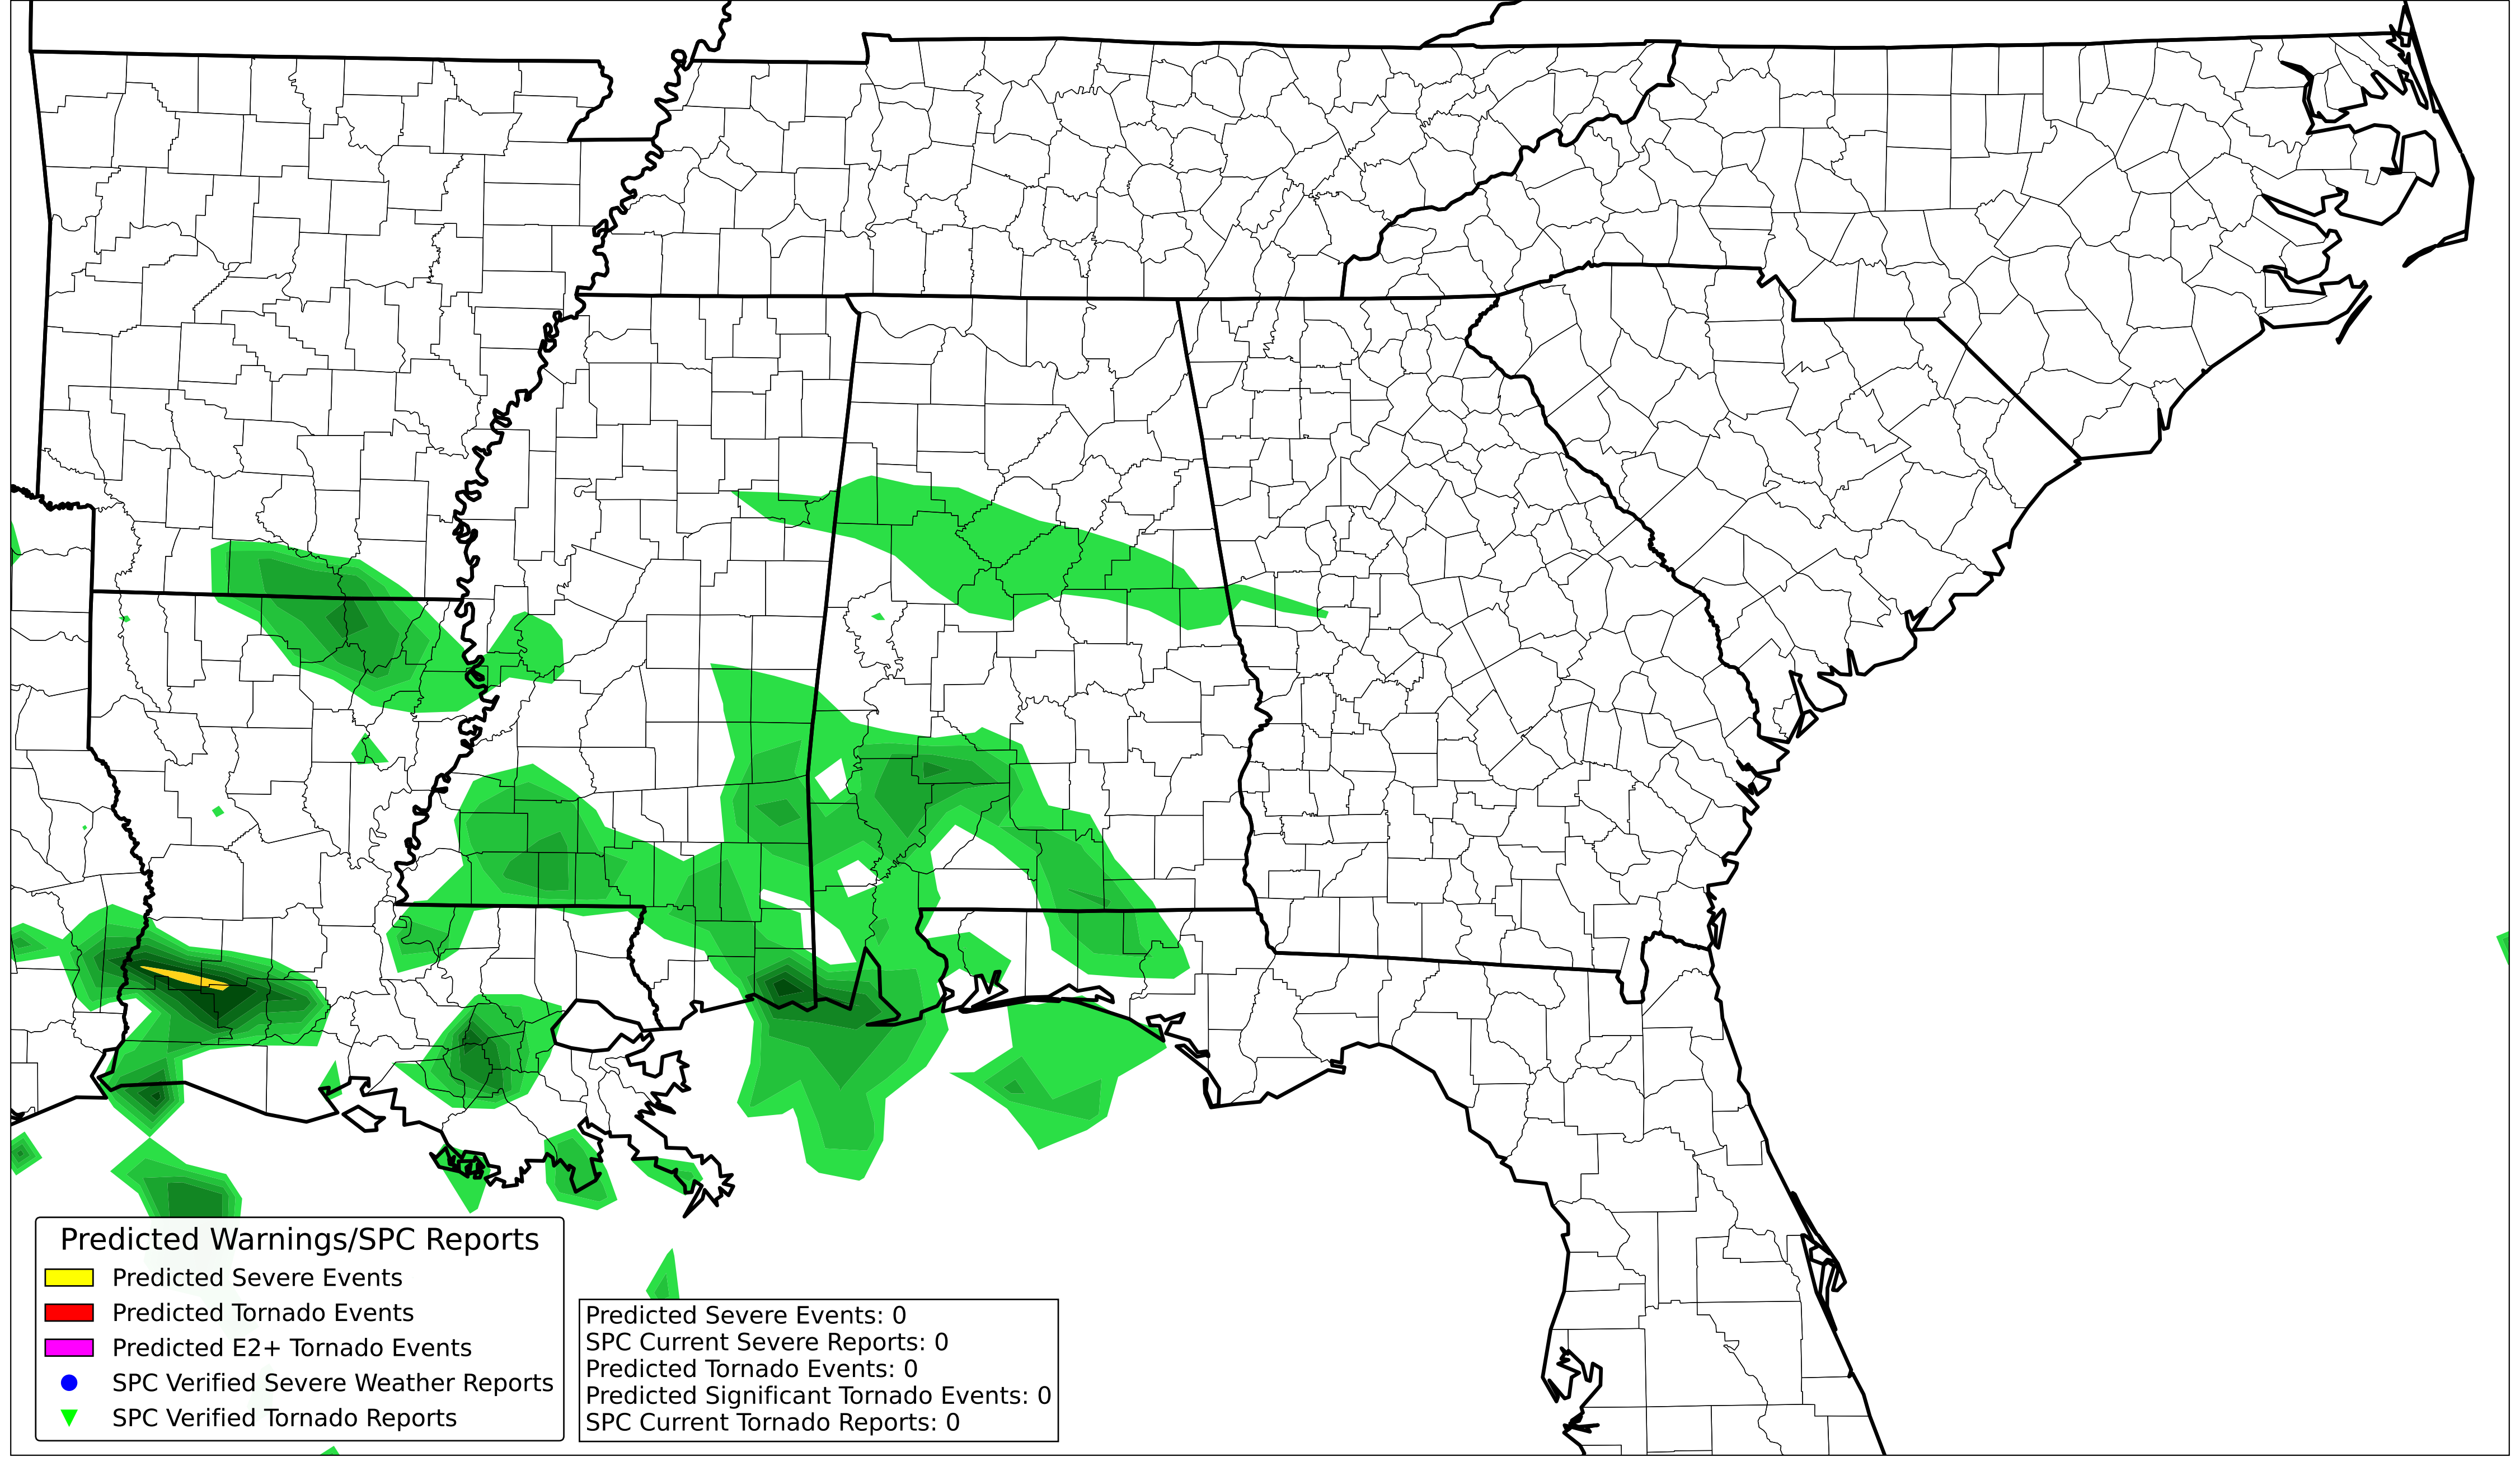 Predicted Warnings/SPC Reports
Predicted Severe Events
Predicted Tornado Events
Predicted E2+ Tornado Events
SPC Verified Severe Weather Reports
SPC Verified Tornado Reports
Predicted Severe Events: 0
SPC Current Severe Reports: 0
Predicted Tornado Events: 0
Predicted Significant Tornado Events: 0
SPC Current Tornado Reports: 0